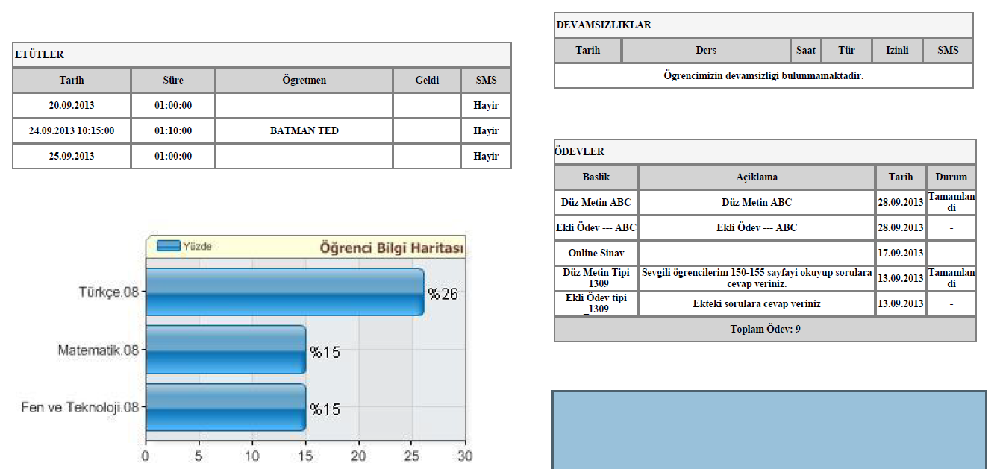 ETÜTLER
Tarih Süre Ögretmen Geldi SMS
20.09.2013 01:00:00 Hayir
24.09.2013 10:15:00 01:10:00 BATMAN TED Hayir
25.09.2013 01:00:00 Hayir
Yüzde Öğrenci Bilgi Haritası
Türkçe.08 %26
Matematik.08 %15
Fen ve Teknoloji.08 %15
0 5 10 15 20 25 30
DEVAMSIZLIKLAR
Tarih Ders Saat Tür Izinli SMS
Ögrencimizin devamsizligi bulunmamaktadir.
ÖDEVLER
Baslik Açiklama Tarih Durum
Düz Metin ABC Düz Metin ABC 28.09.2013 Tamamlan
di
Ekli Ödev --- ABC Ekli Ödev --- ABC 28.09.2013 -
Online Sinav 17.09.2013 -
Düz Metin Tipi Sevgili ögrencilerim 150-155 sayfayi okuyup sorulara 13.09.2013 Tamamlan
_1309 cevap veriniz. di
Ekli Ödev tipi Ekteki sorulara cevap veriniz 13.09.2013 -
_1309
Toplam Ödev: 9